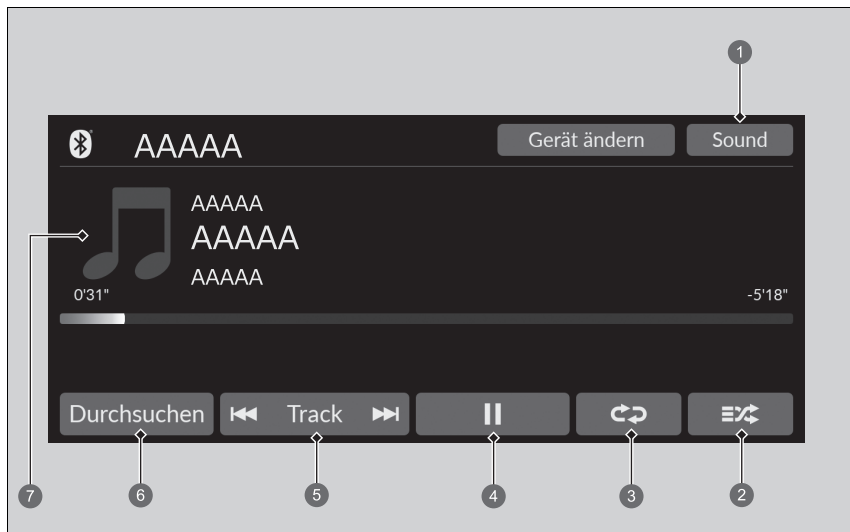 1
AAAAA
Gerät ändern
Sound
AAAAA
AAAAA
AAAAA
7
0'31"
-5'18"
Durchsuchen
Track
6
5
4
3
2